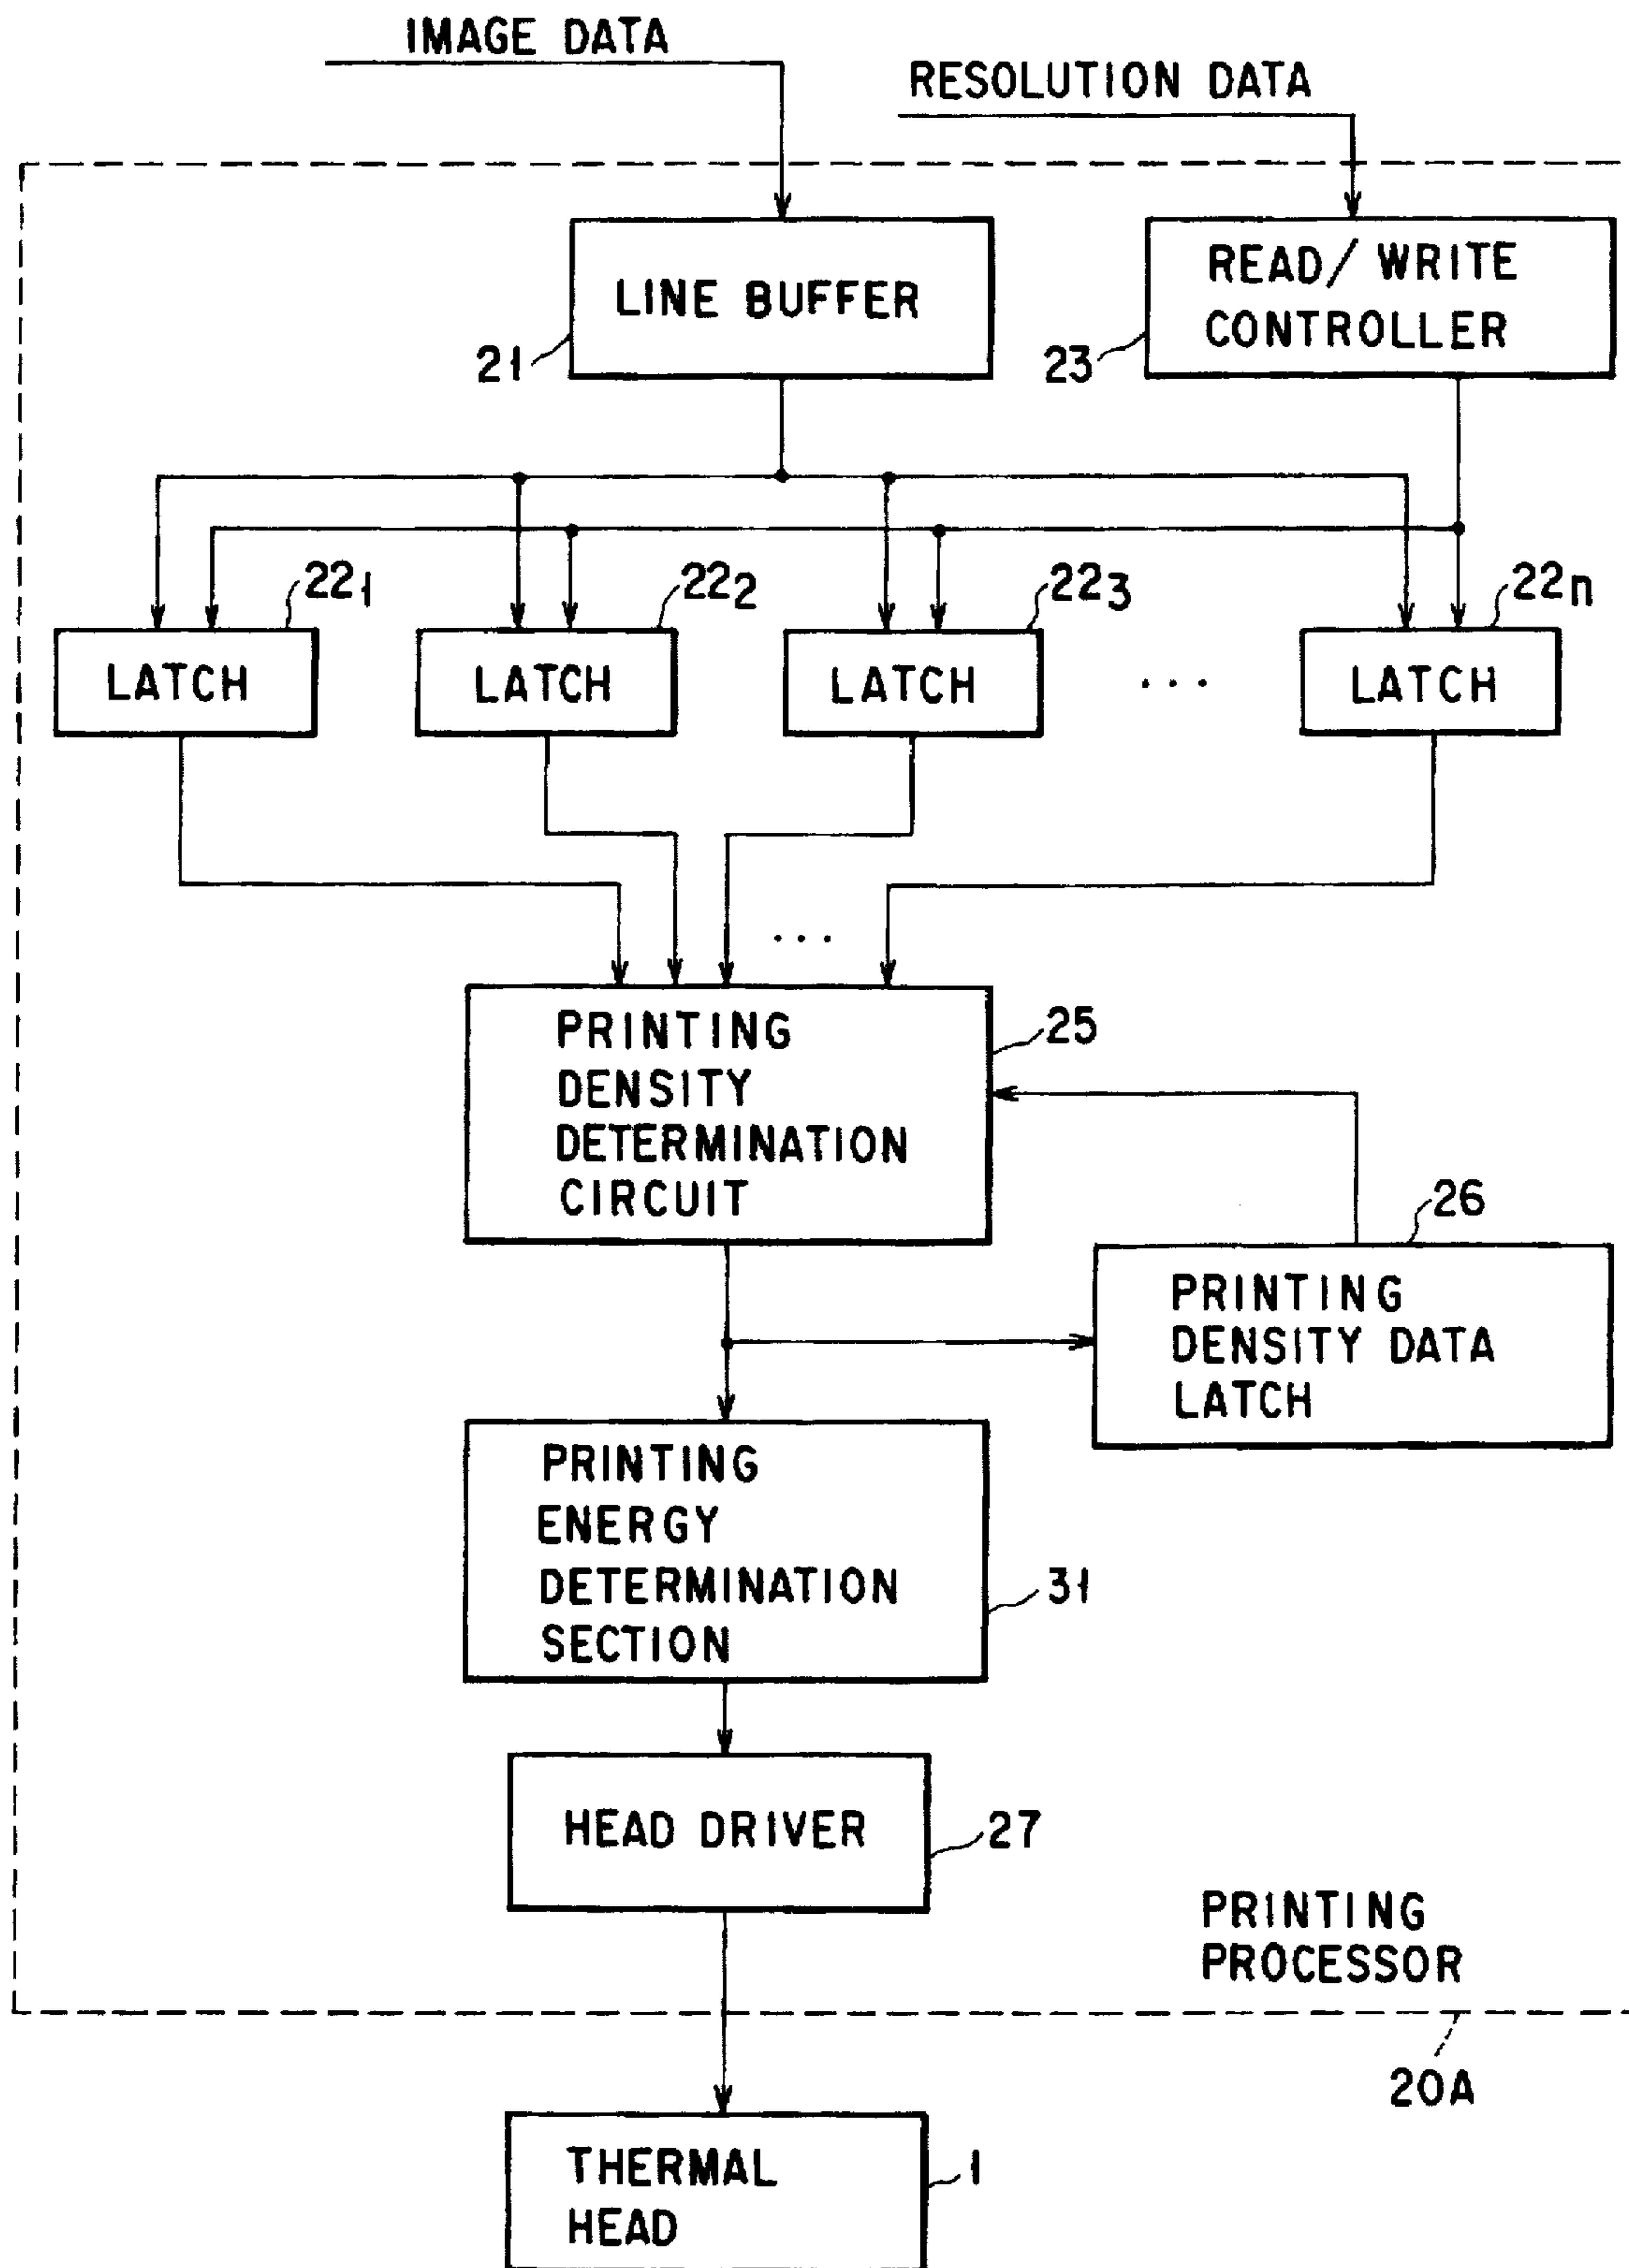 IMAGE DATA
RESOLUTION DATA
LINE BUFFER
21
READ/WRITE
CONTROLLER
23
22₁
22₂
22₃
22n
LATCH
LATCH
LATCH
...
LATCH
...
PRINTING
DENSITY
DETERMINATION
CIRCUIT
25
26
PRINTING
DENSITY DATA
LATCH
PRINTING
ENERGY
DETERMINATION
SECTION
31
HEAD DRIVER
27
PRINTING
PROCESSOR
20A
THERMAL
HEAD
1